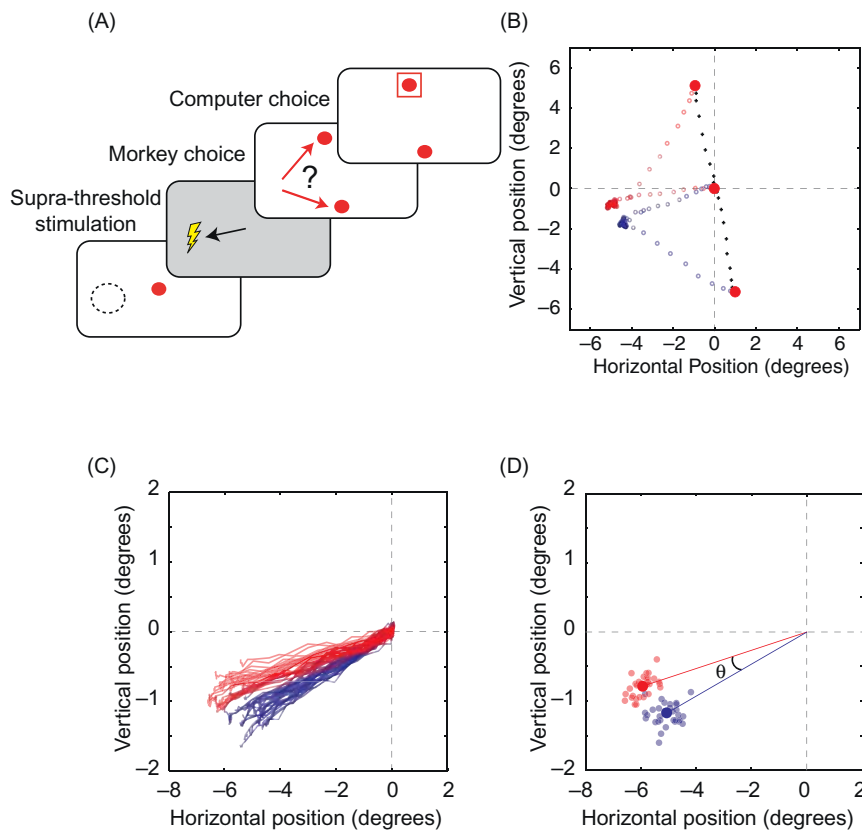 (A)
Computer choice
Morkey choice
?
Supra-threshold
stimulation
(B)
Vertical position (degrees)
6
4
2
0
−2
−4
−6
−6 −4 −2 0 2 4 6
Horizontal Position (degrees)
(C)
Vertical position (degrees)
2
1
0
−1
−2
−8 −6 −4 −2 0 2
Horizontal position (degrees)
(D)
Vertical position (degrees)
2
1
0
−1
−2
θ
−8 −6 −4 −2 0 2
Horizontal position (degrees)